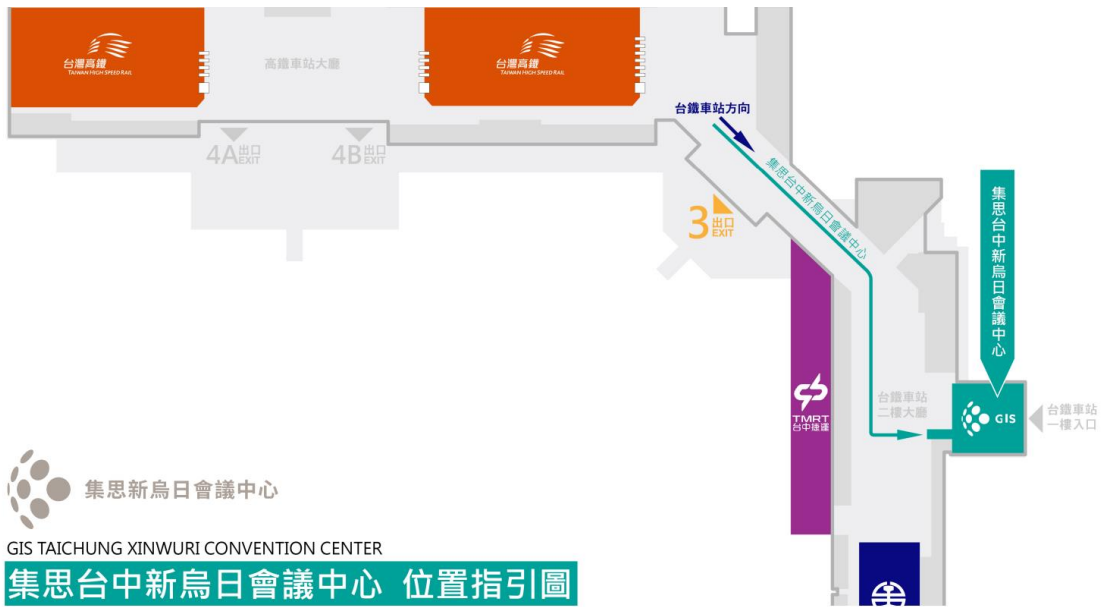 台灣高鐵
TAIWAN HIGH SPEED RAIL
高鐵車站大廳
台灣高鐵
TAIWAN HIGH SPEED RAIL
4A出口
EXIT
4B出口
EXIT
台鐵車站方向
集思台中新烏日會議中心
3出口
EXIT
集思台中新烏日會議中心
TMRT
台中捷運
台鐵車站
二樓大廳
GIS
台鐵車站
一樓入口
集思新烏日會議中心
GIS TAICHUNG XINWURI CONVENTION CENTER
集思台中新烏日會議中心 位置指引圖